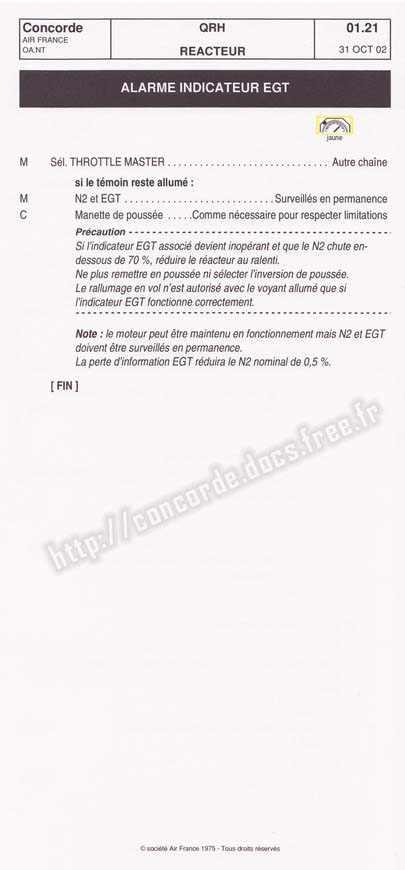 Concorde QRH 01.21
AIR FRANCE
OA.NT REACTEUR 31 OCT 02
ALARME INDICATEUR EGT
jaune
M Sél. THROTTLE MASTER .............................. Autre chaîne
si le témoin reste allumé :
M N2 et EGT ............................ Surveillés en permanence
C Manette de poussée ..... Comme nécessaire pour respecter limitations
Précaution
Si l'indicateur EGT associé devient inopérant et que le N2 chute en-
dessous de 70 %, réduire le réacteur au ralenti.
Ne plus remettre en poussée ni sélecter l'inversion de poussée.
Le rallumage en vol n'est autorisé avec le voyant allumé que si
l'indicateur EGT fonctionne correctement.
Note : le moteur peut être maintenu en fonctionnement mais N2 et EGT
doivent être surveillés en permanence.
La perte d'information EGT réduira le N2 nominal de 0,5 %.
[ FIN ]
http://concorde.docs.free.fr
© société Air France 1975 - Tous droits réservés